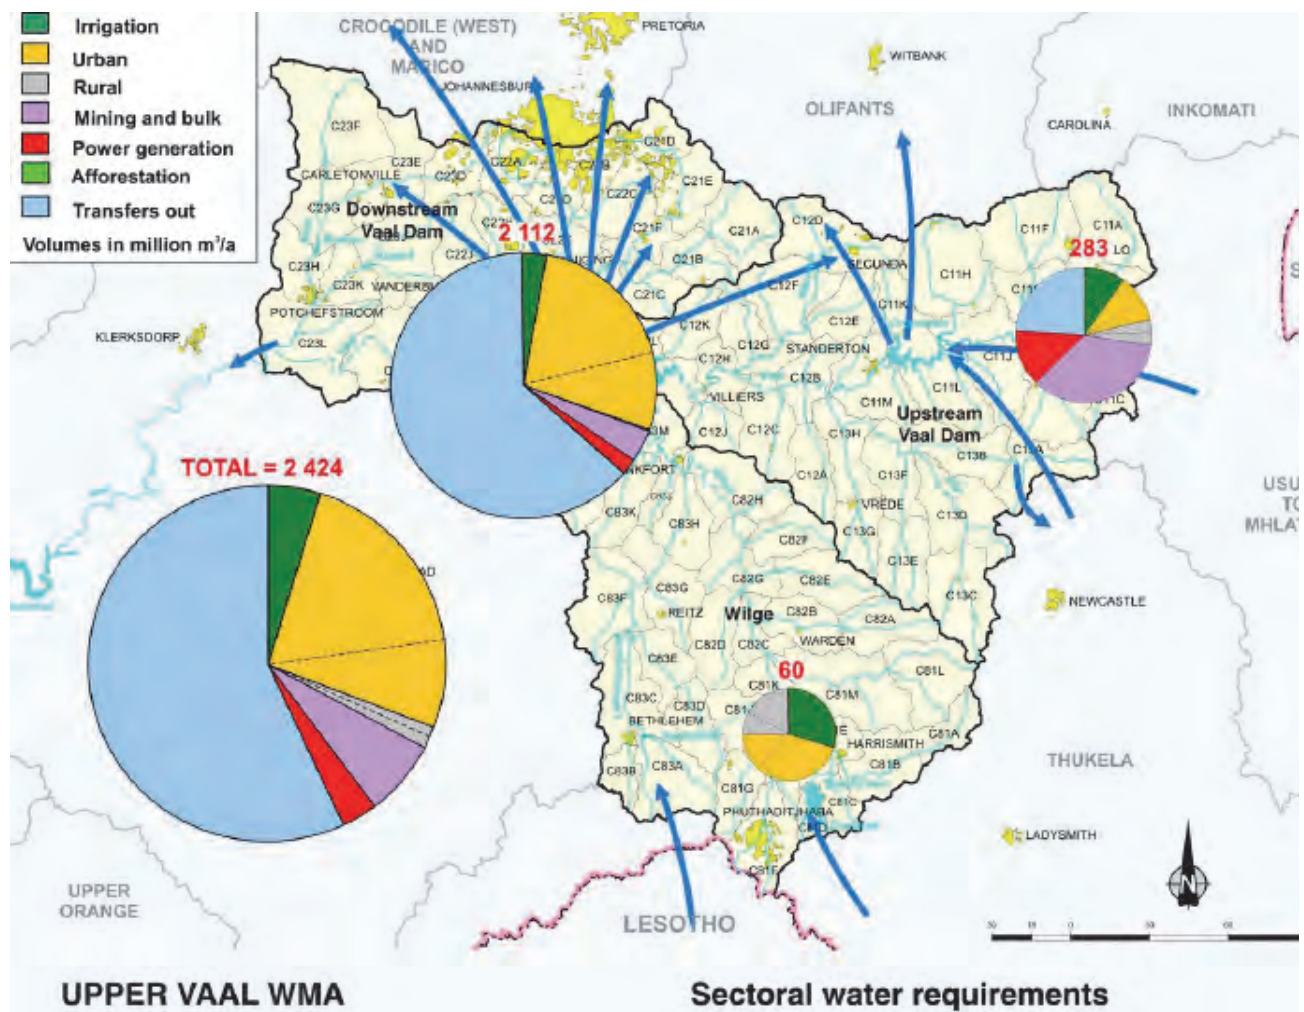 Irrigation
Urban
Rural
Mining and bulk
Power generation
Afforestation
Transfers out
Volumes in million m³/a
CROCODILE (WEST)
AND
MARICO
PRETORIA
WITBANK
OLIFANTS
INKOMATI
CAROLINA
C23F
C23E
CARLETONVILLE
C23D
C22A
C21D
C21E
C22C
C23G
Downstream
Vaal Dam
2 112
C21F
C21A
C22J
C21B
C23H
C23K
C21C
POTCHEFSTROOM
C23L
KLERKSDORP
C12D
SECUNDA
C12F
C11H
C11F
C11A
283
LO
C11K
C12K
C12E
C12G
STANDERTON
C12H
C11J
C12B
C11L
VILLIERS
C11M
Upstream
Vaal Dam
C12J
C12C
C13H
C13B
C12A
C13F
TOTAL = 2 424
C82H
VREDE
C83K
C83H
C13G
C13D
C82F
C13E
C83G
C82G
C82E
C83F
C13C
REITZ
Wilge
C82B
C82A
NEWCASTLE
C82D
C82C
WARDEN
C83E
60
C81L
C81K
C83C
C83D
C81M
BETHLEHEM
HARRISMITH
C81A
C83B
C83A
C81B
C81G
THUKELA
PHUTHADITJHABA
C81C
LADYSMITH
C81F
UPPER
ORANGE
LESOTHO
N
UPPER VAAL WMA
Sectoral water requirements